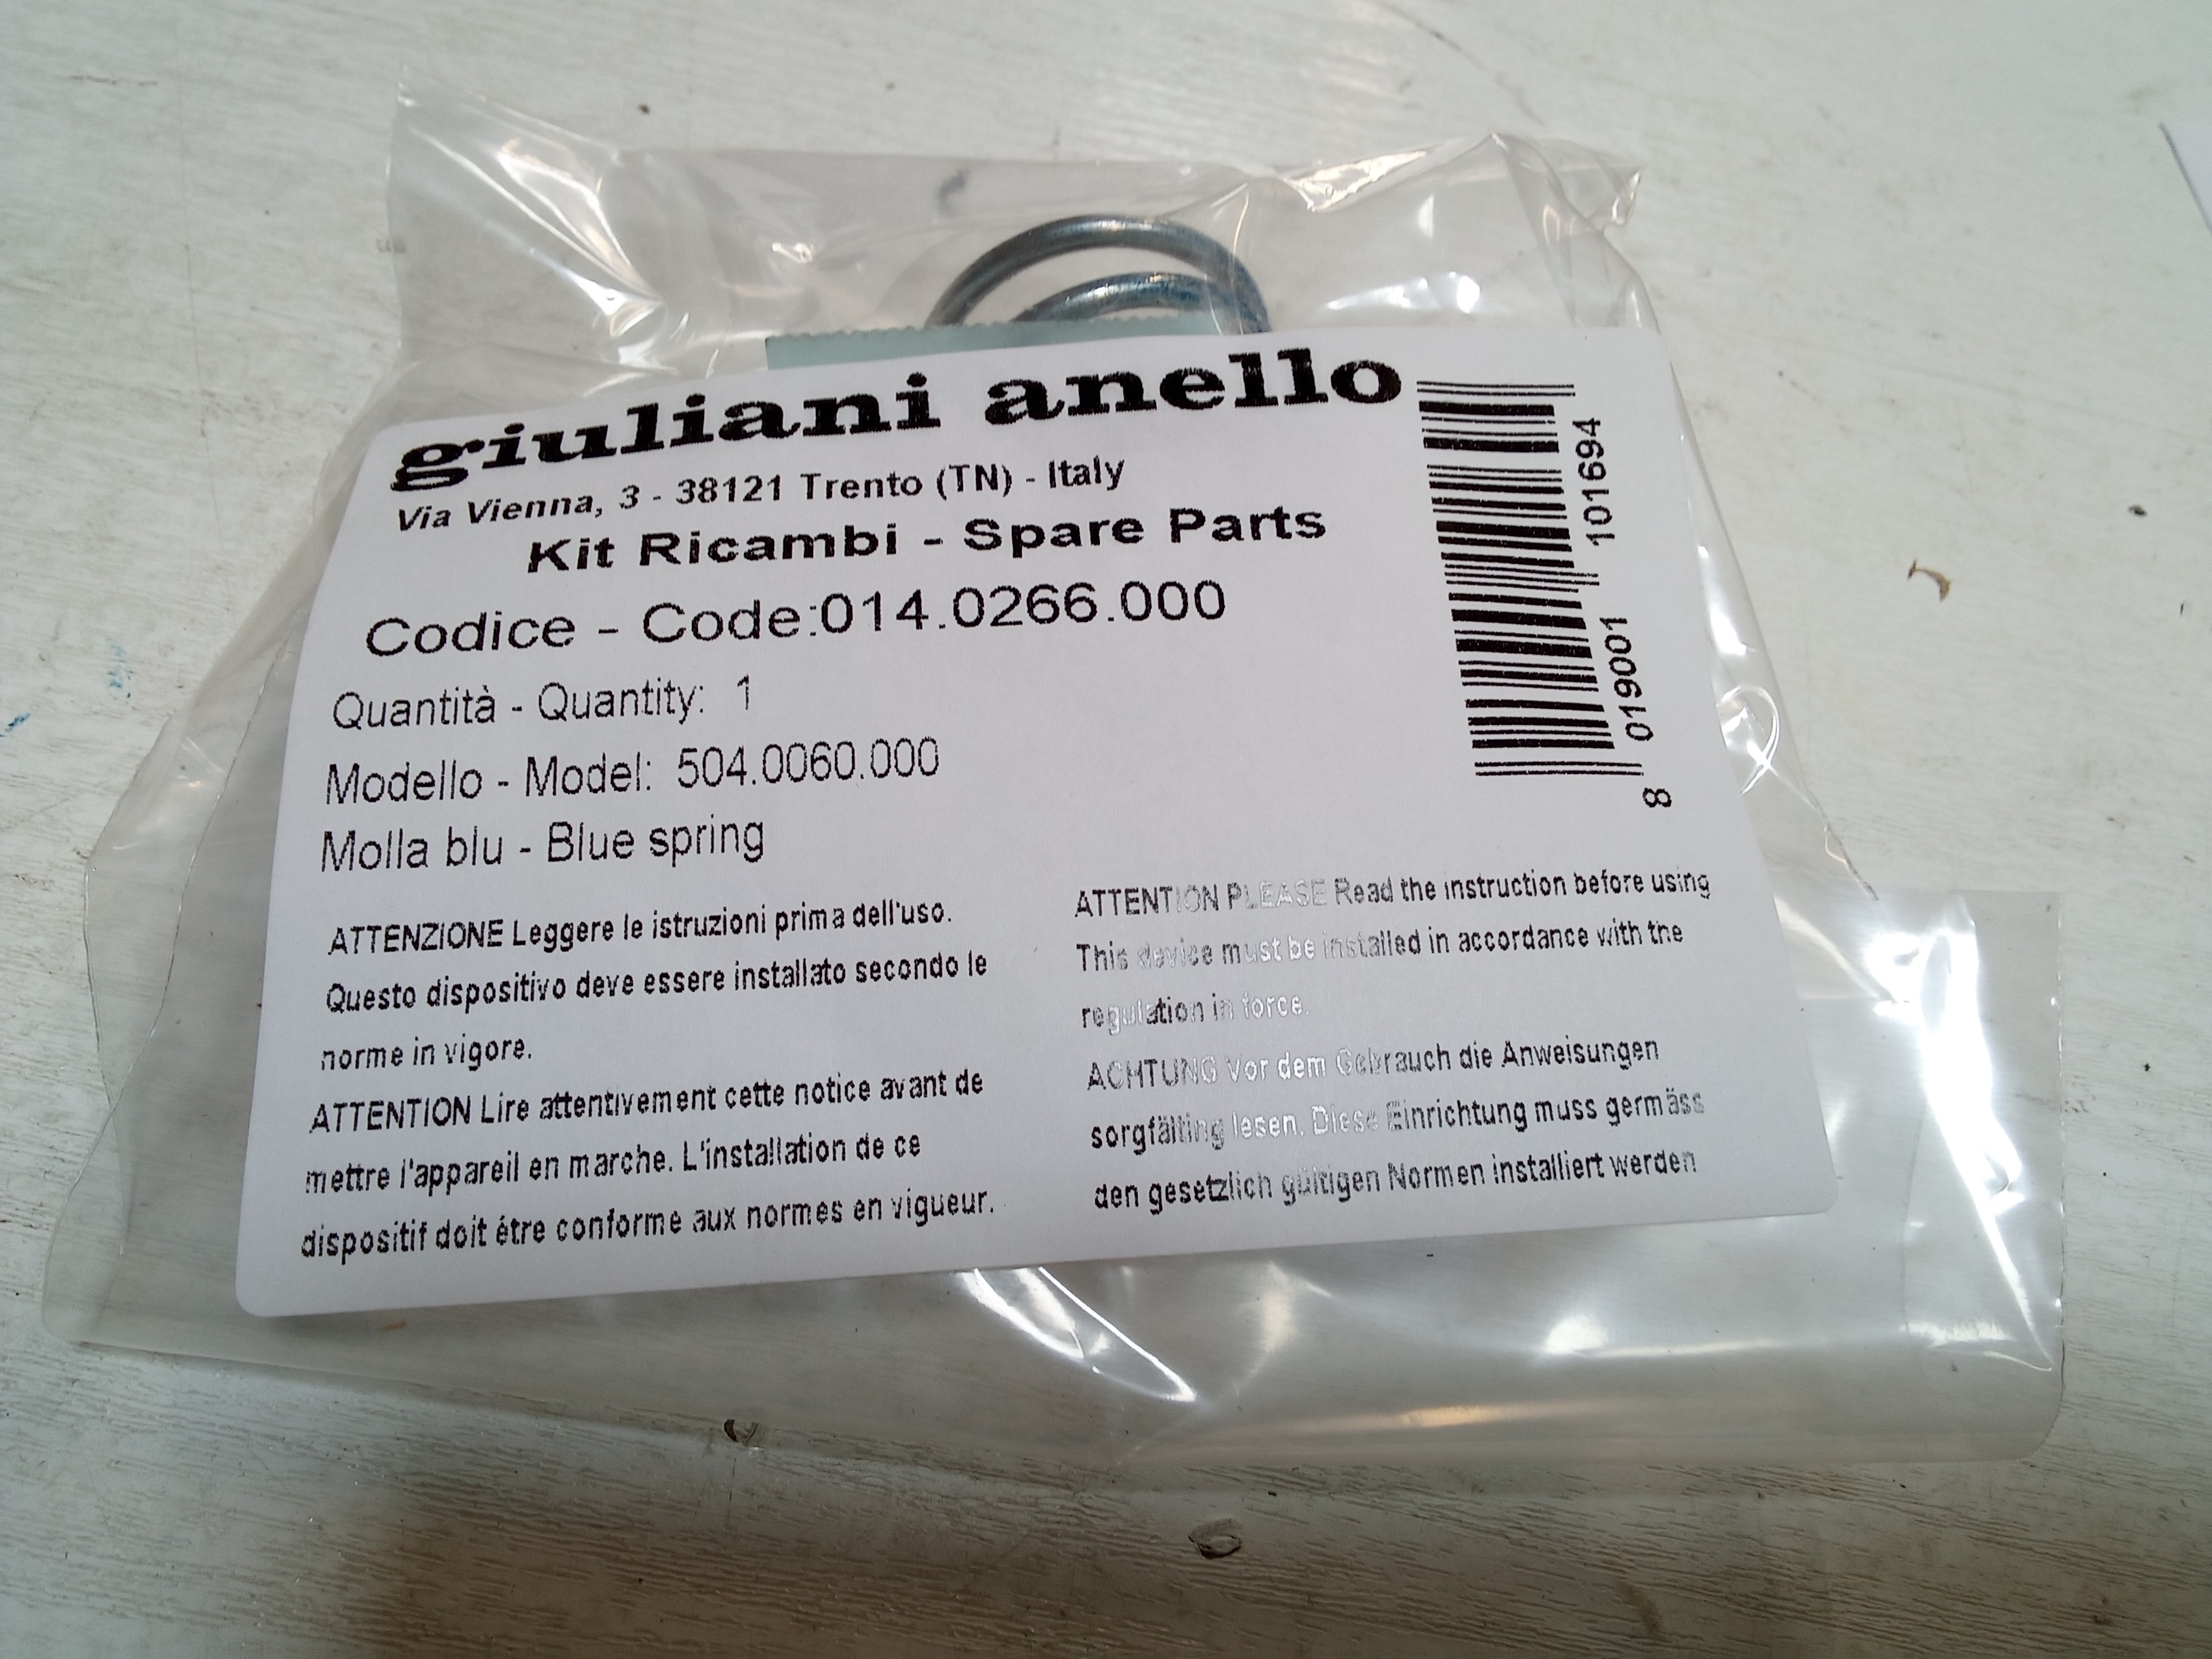 giuliani anello
Via Vienna, 3 - 38121 Trento (TN) - Italy
Kit Ricambi - Spare Parts
Codice - Code:014.0266.000
Quantità - Quantity: 1
Modello - Model: 504.0060.000
Molla blu - Blue spring
8 019001 101694
ATTENZIONE Leggere le istruzioni prima dell'uso.
Questo dispositivo deve essere installato secondo le
norme in vigore.
ATTENTION Lire attentivement cette notice avant de
mettre l'appareil en marche. L'installation de ce
dispositif doit étre conforme aux normes en vigueur.
ATTENTION PLEASE Read the instruction before using
This device must be installed in accordance with the
regulation in force.
ACHTUNG Vor dem Gebrauch die Anweisungen
sorgfälting lesen. Diese Einrichtung muss germäss
den gesetzlich gültigen Normen installiert werden